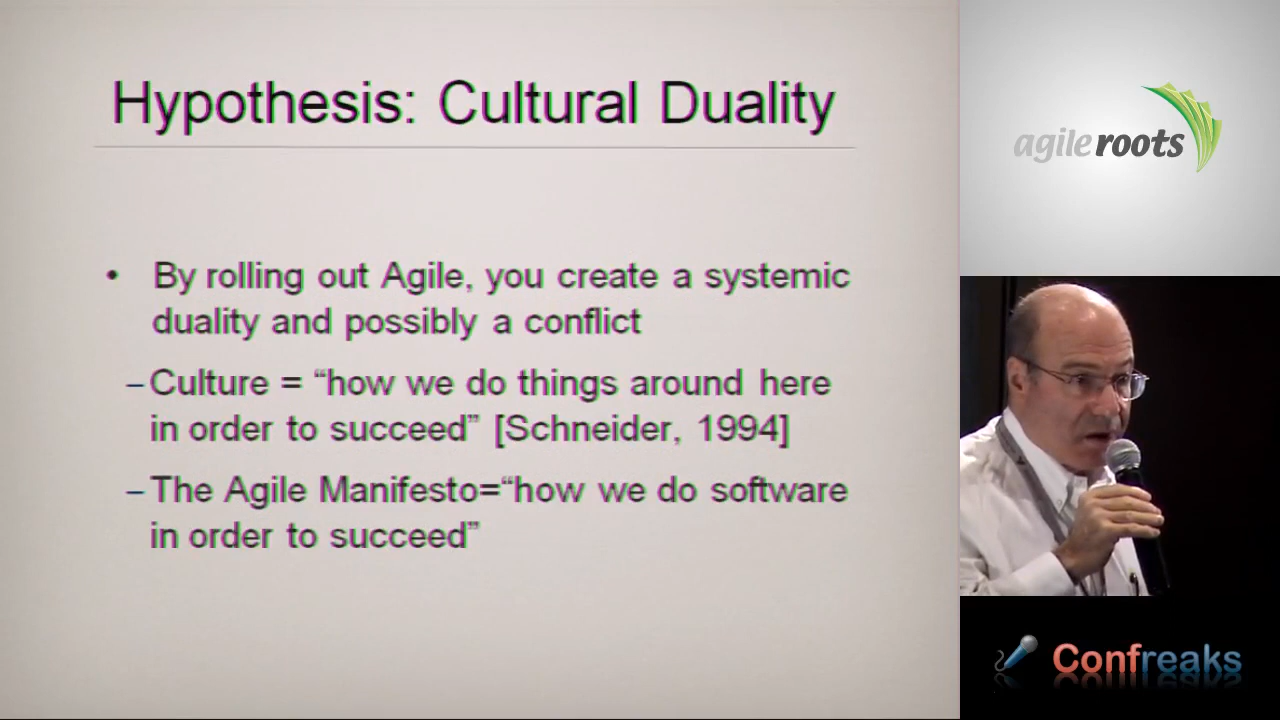 Hypothesis: Cultural Duality
• By rolling out Agile, you create a systemic
duality and possibly a conflict
–Culture = “how we do things around here
in order to succeed” [Schneider, 1994]
–The Agile Manifesto=“how we do software
in order to succeed”
agile roots
Confreaks